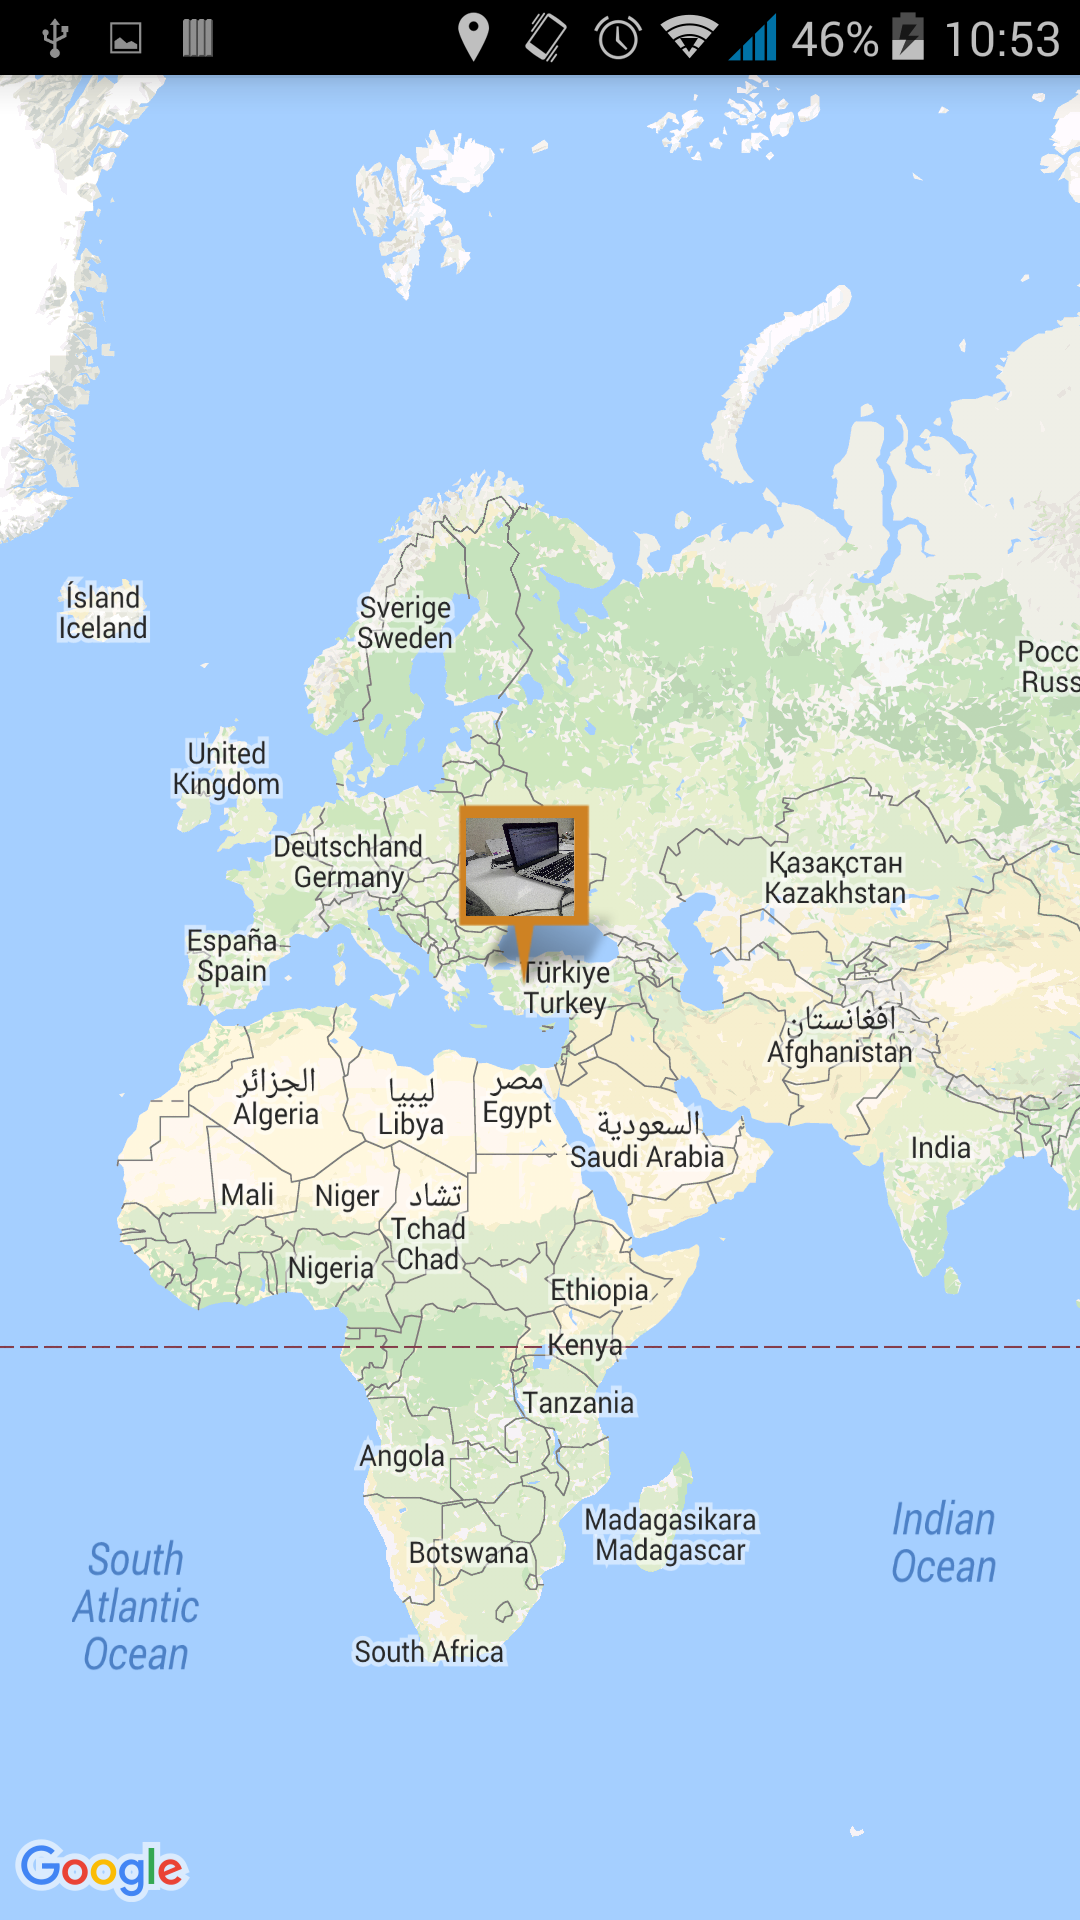 46% 10:53
Ísland
Iceland
Sverige
Sweden
Росс
Russ
United
Kingdom
Deutschland
Germany
Қазақстан
Kazakhstan
España
Spain
Türkiye
Turkey
افغانستان
Afghanistan
الجزائر
Algeria
ليبيا
Libya
مصر
Egypt
السعودية
Saudi Arabia
India
Mali
Niger
تشاد
Tchad
Chad
Nigeria
Ethiopia
Kenya
Tanzania
Angola
Madagasikara
Madagascar
Indian
Ocean
Botswana
South
Atlantic
Ocean
South Africa
Google